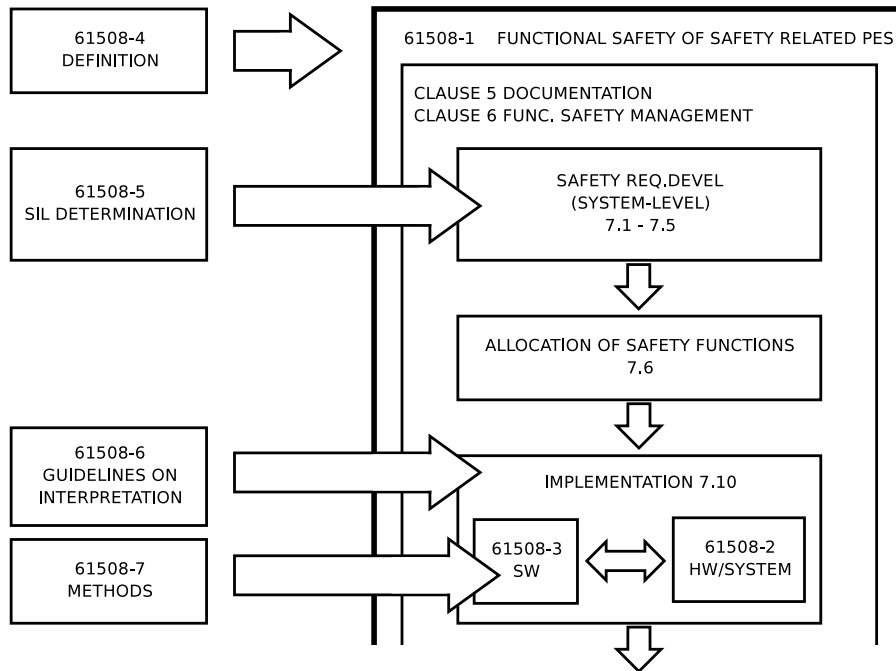 61508-4
DEFINITION
61508-1 FUNCTIONAL SAFETY OF SAFETY RELATED PES
CLAUSE 5 DOCUMENTATION
CLAUSE 6 FUNC. SAFETY MANAGEMENT
61508-5
SIL DETERMINATION
SAFETY REQ.DEVEL
(SYSTEM-LEVEL)
7.1 - 7.5
ALLOCATION OF SAFETY FUNCTIONS
7.6
61508-6
GUIDELINES ON
INTERPRETATION
IMPLEMENTATION 7.10
61508-7
METHODS
61508-3
SW
61508-2
HW/SYSTEM